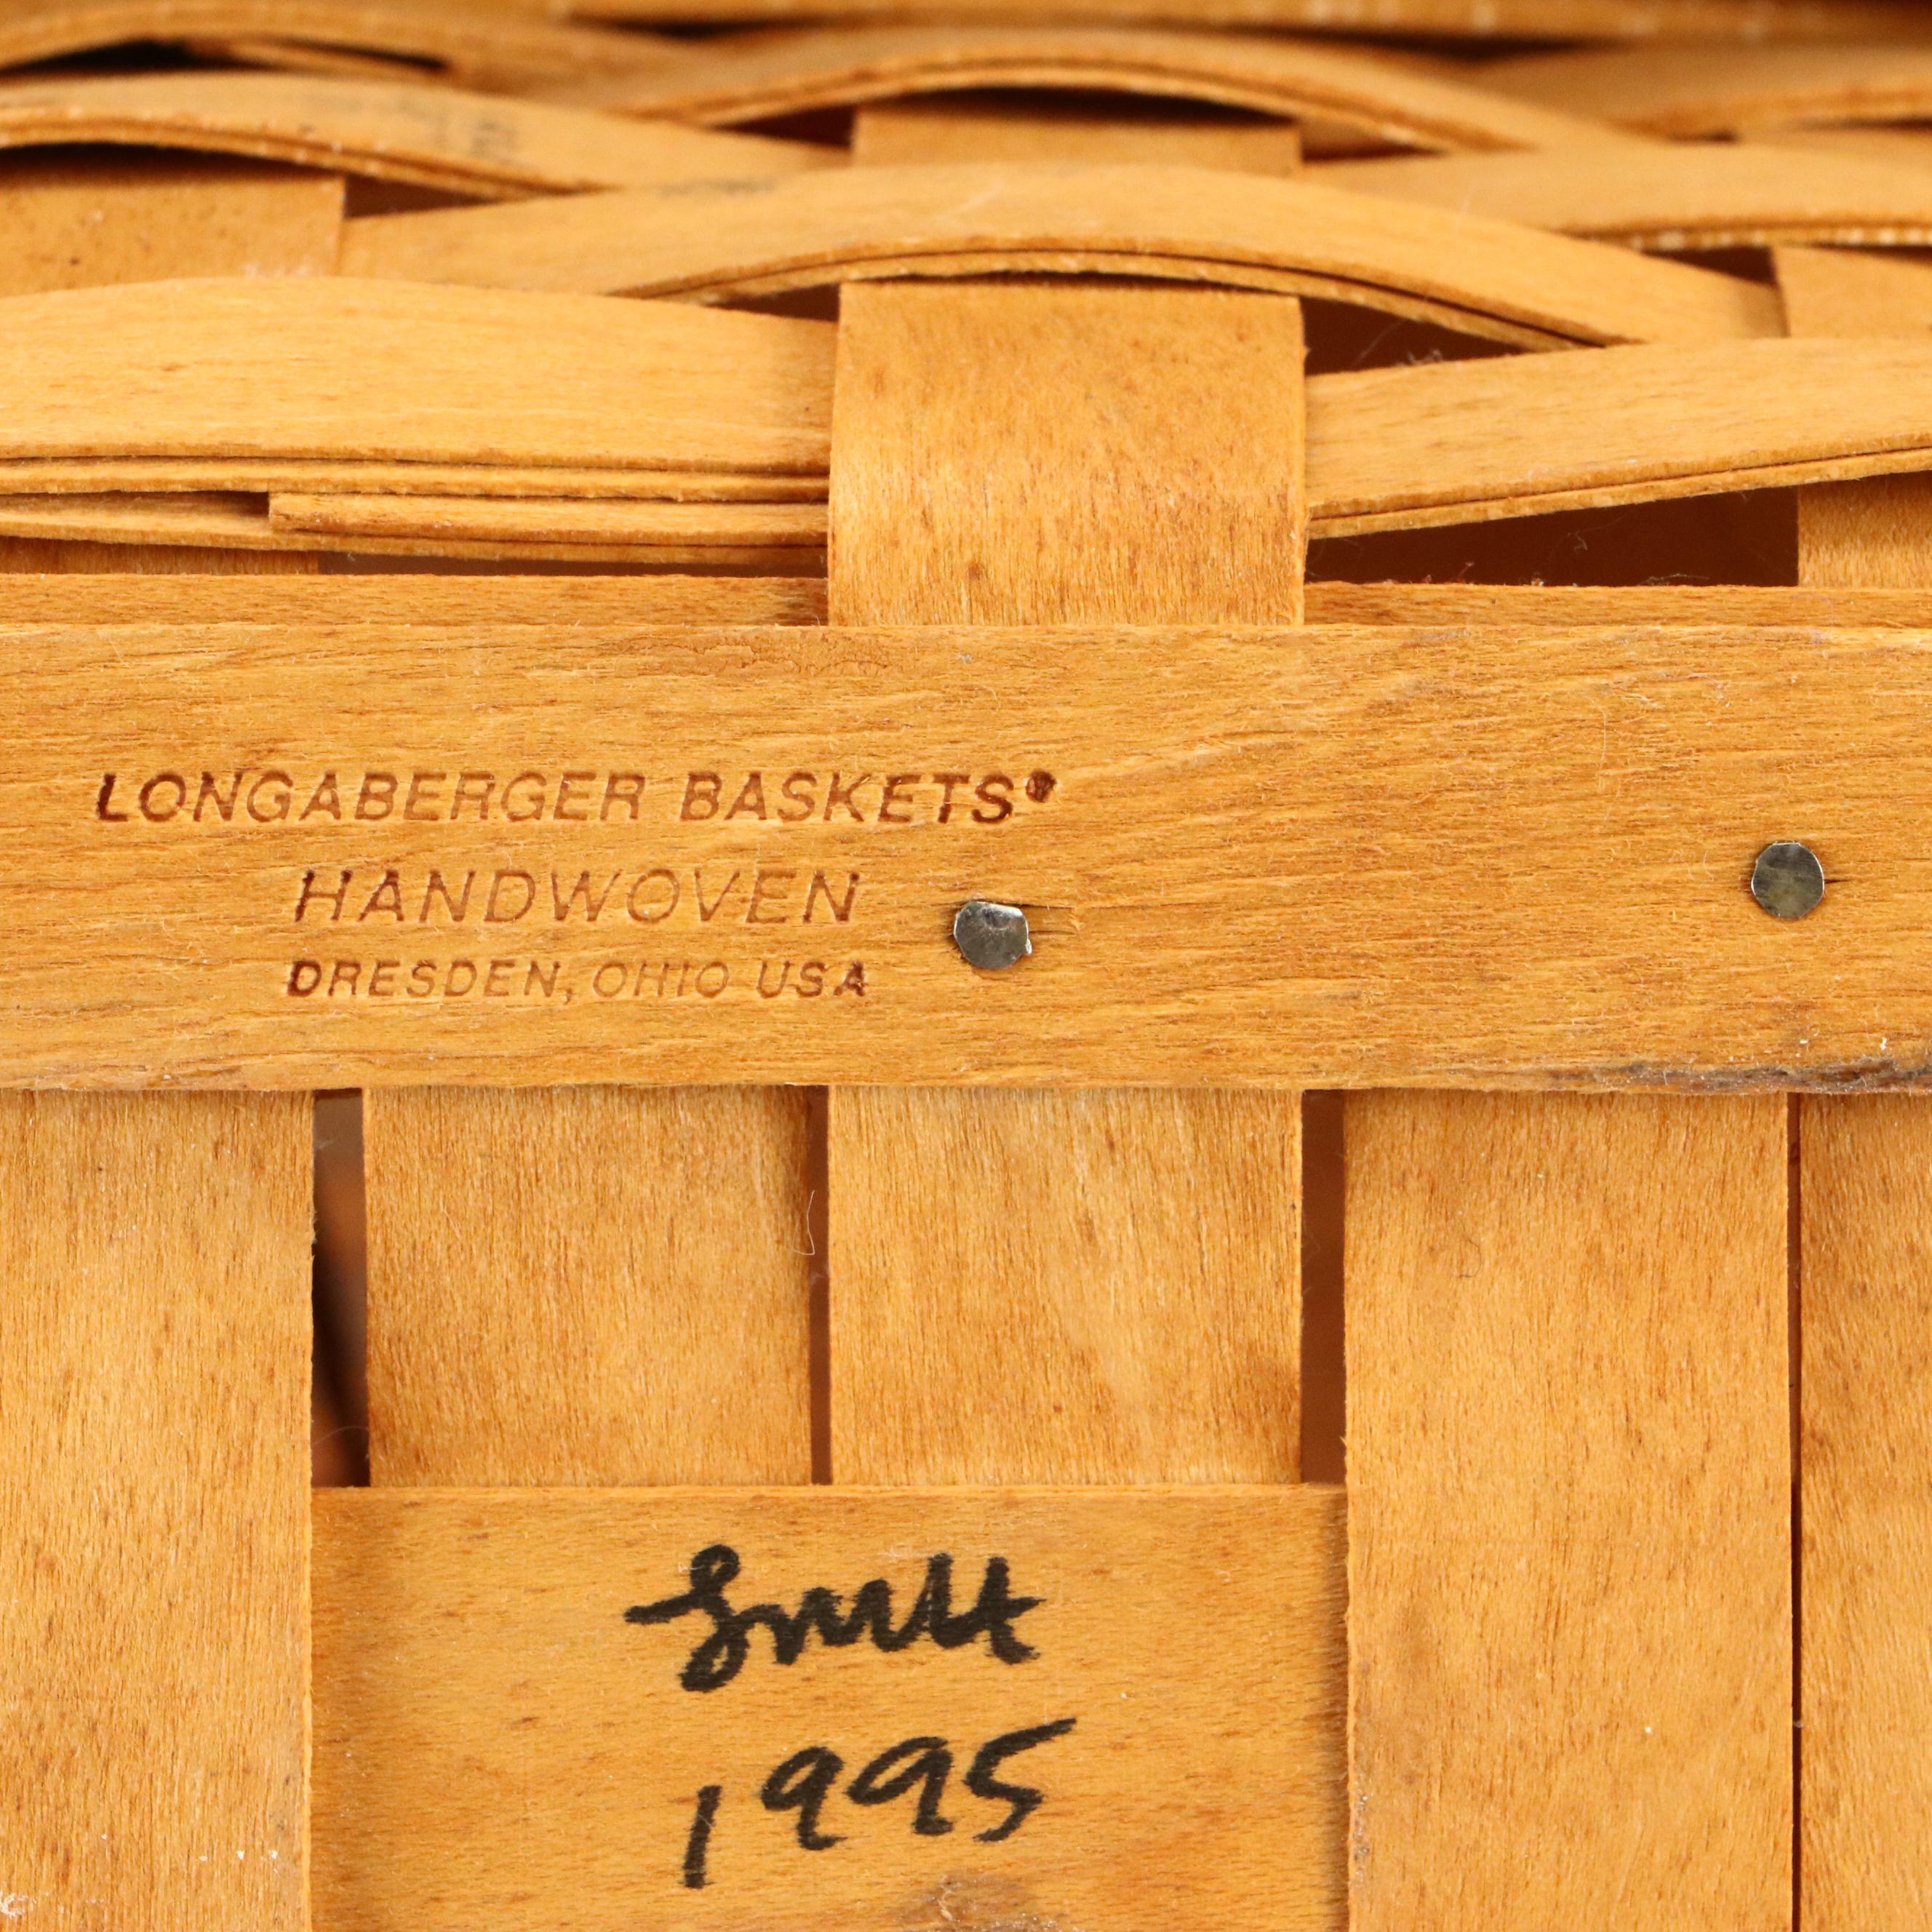 LONGABERGER BASKETS®
HANDWOVEN
DRESDEN, OHIO USA
1995